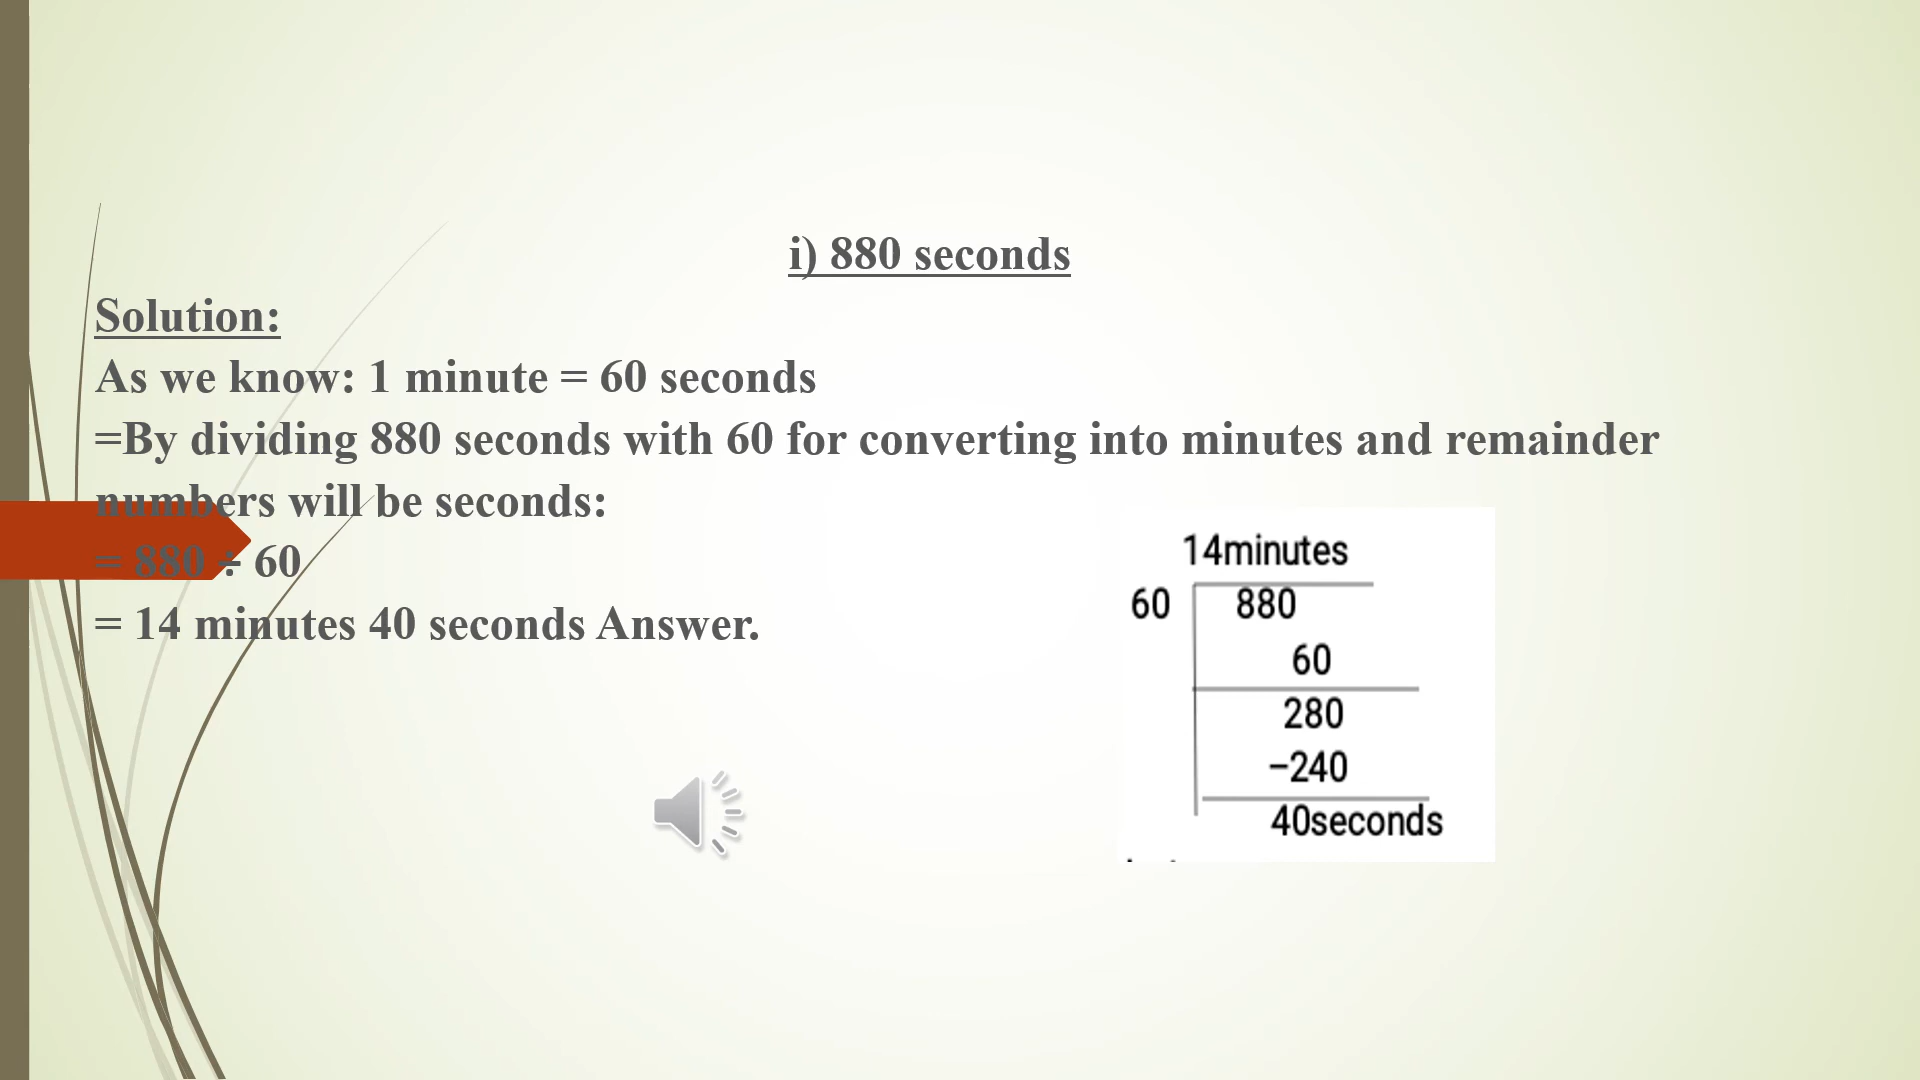 i) 880 seconds
Solution:
As we know: 1 minute = 60 seconds
=By dividing 880 seconds with 60 for converting into minutes and remainder
numbers will be seconds:
= 880 ÷ 60
= 14 minutes 40 seconds Answer.
14minutes
60 880
60
280
−240
40seconds